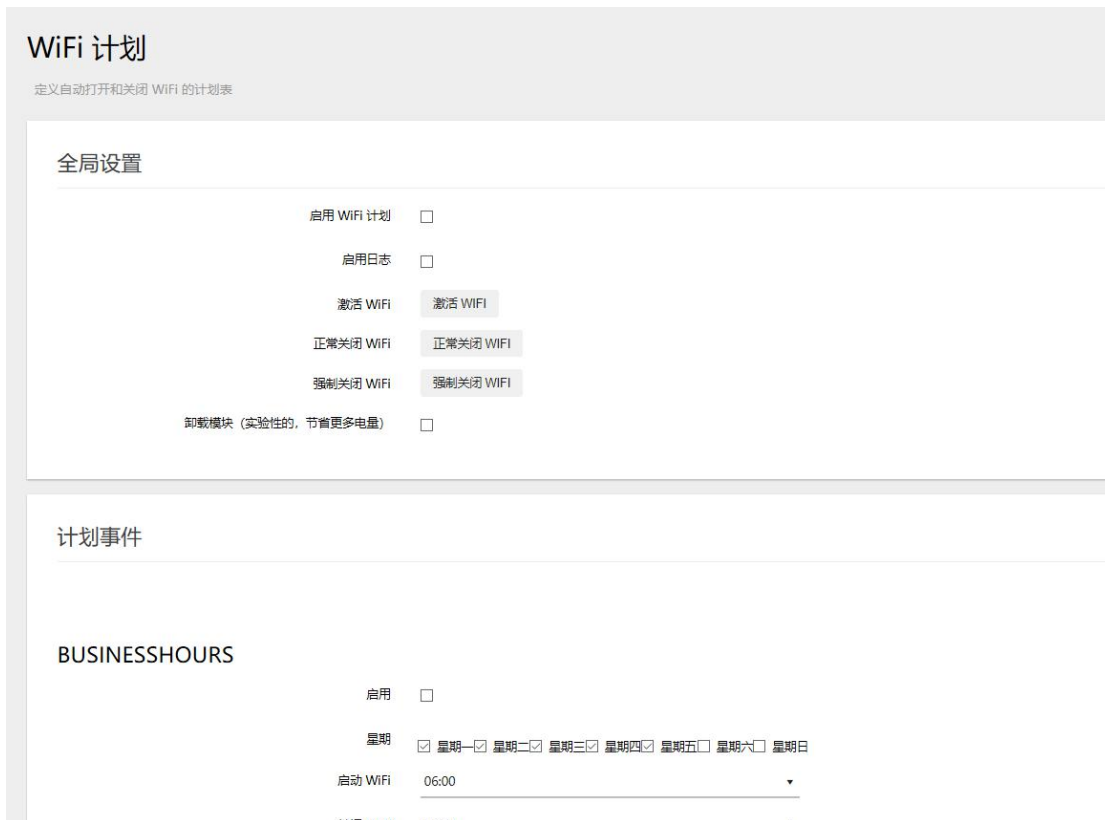 WiFi 计划
定义自动打开和关闭 WiFi 的计划表
全局设置
启用 WiFi 计划
启用日志
激活 WiFi 激活 WIFI
正常关闭 WiFi 正常关闭 WIFI
强制关闭 WiFi 强制关闭 WIFI
卸载模块（实验性的，节省更多电量）
计划事件
BUSINESSHOURS
启用
星期 星期一 星期二 星期三 星期四 星期五 星期六 星期日
启动 WiFi 06:00